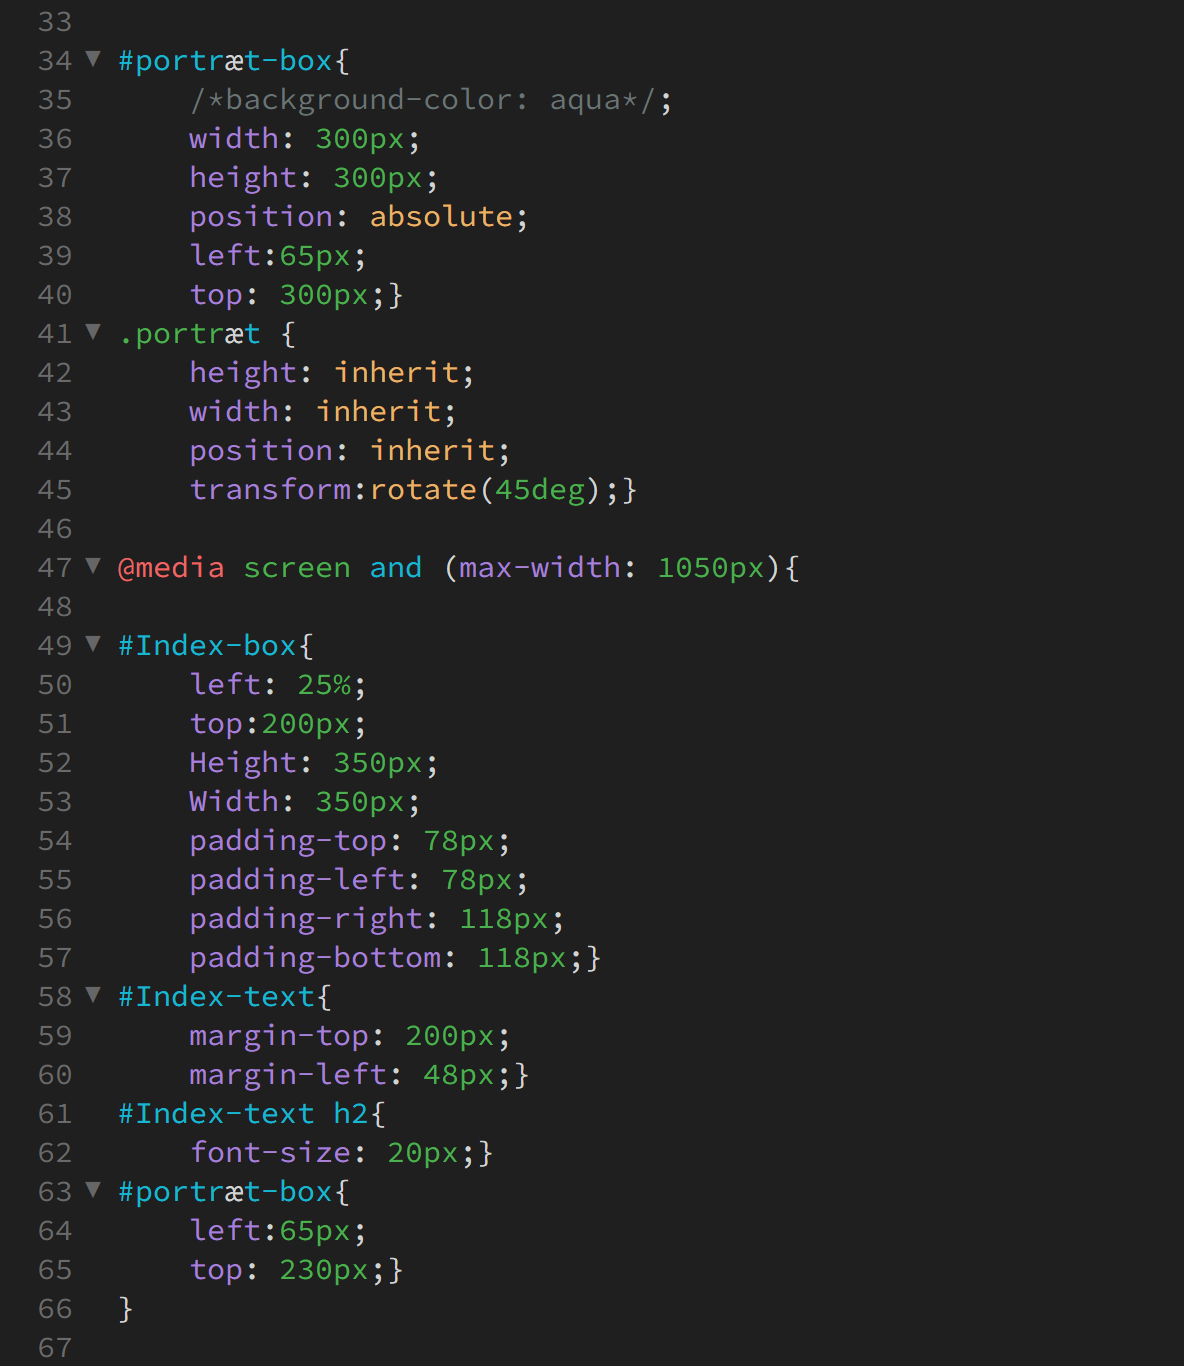 33
34 ▼ #portræt-box{
35 /*background-color: aqua*/;
36 width: 300px;
37 height: 300px;
38 position: absolute;
39 left:65px;
40 top: 300px;}
41 ▼ .portræt {
42 height: inherit;
43 width: inherit;
44 position: inherit;
45 transform:rotate(45deg);}
46
47 ▼ @media screen and (max-width: 1050px){
48
49 ▼ #Index-box{
50 left: 25%;
51 top:200px;
52 Height: 350px;
53 Width: 350px;
54 padding-top: 78px;
55 padding-left: 78px;
56 padding-right: 118px;
57 padding-bottom: 118px;}
58 ▼ #Index-text{
59 margin-top: 200px;
60 margin-left: 48px;}
61 #Index-text h2{
62 font-size: 20px;}
63 ▼ #portræt-box{
64 left:65px;
65 top: 230px;}
66 }
67